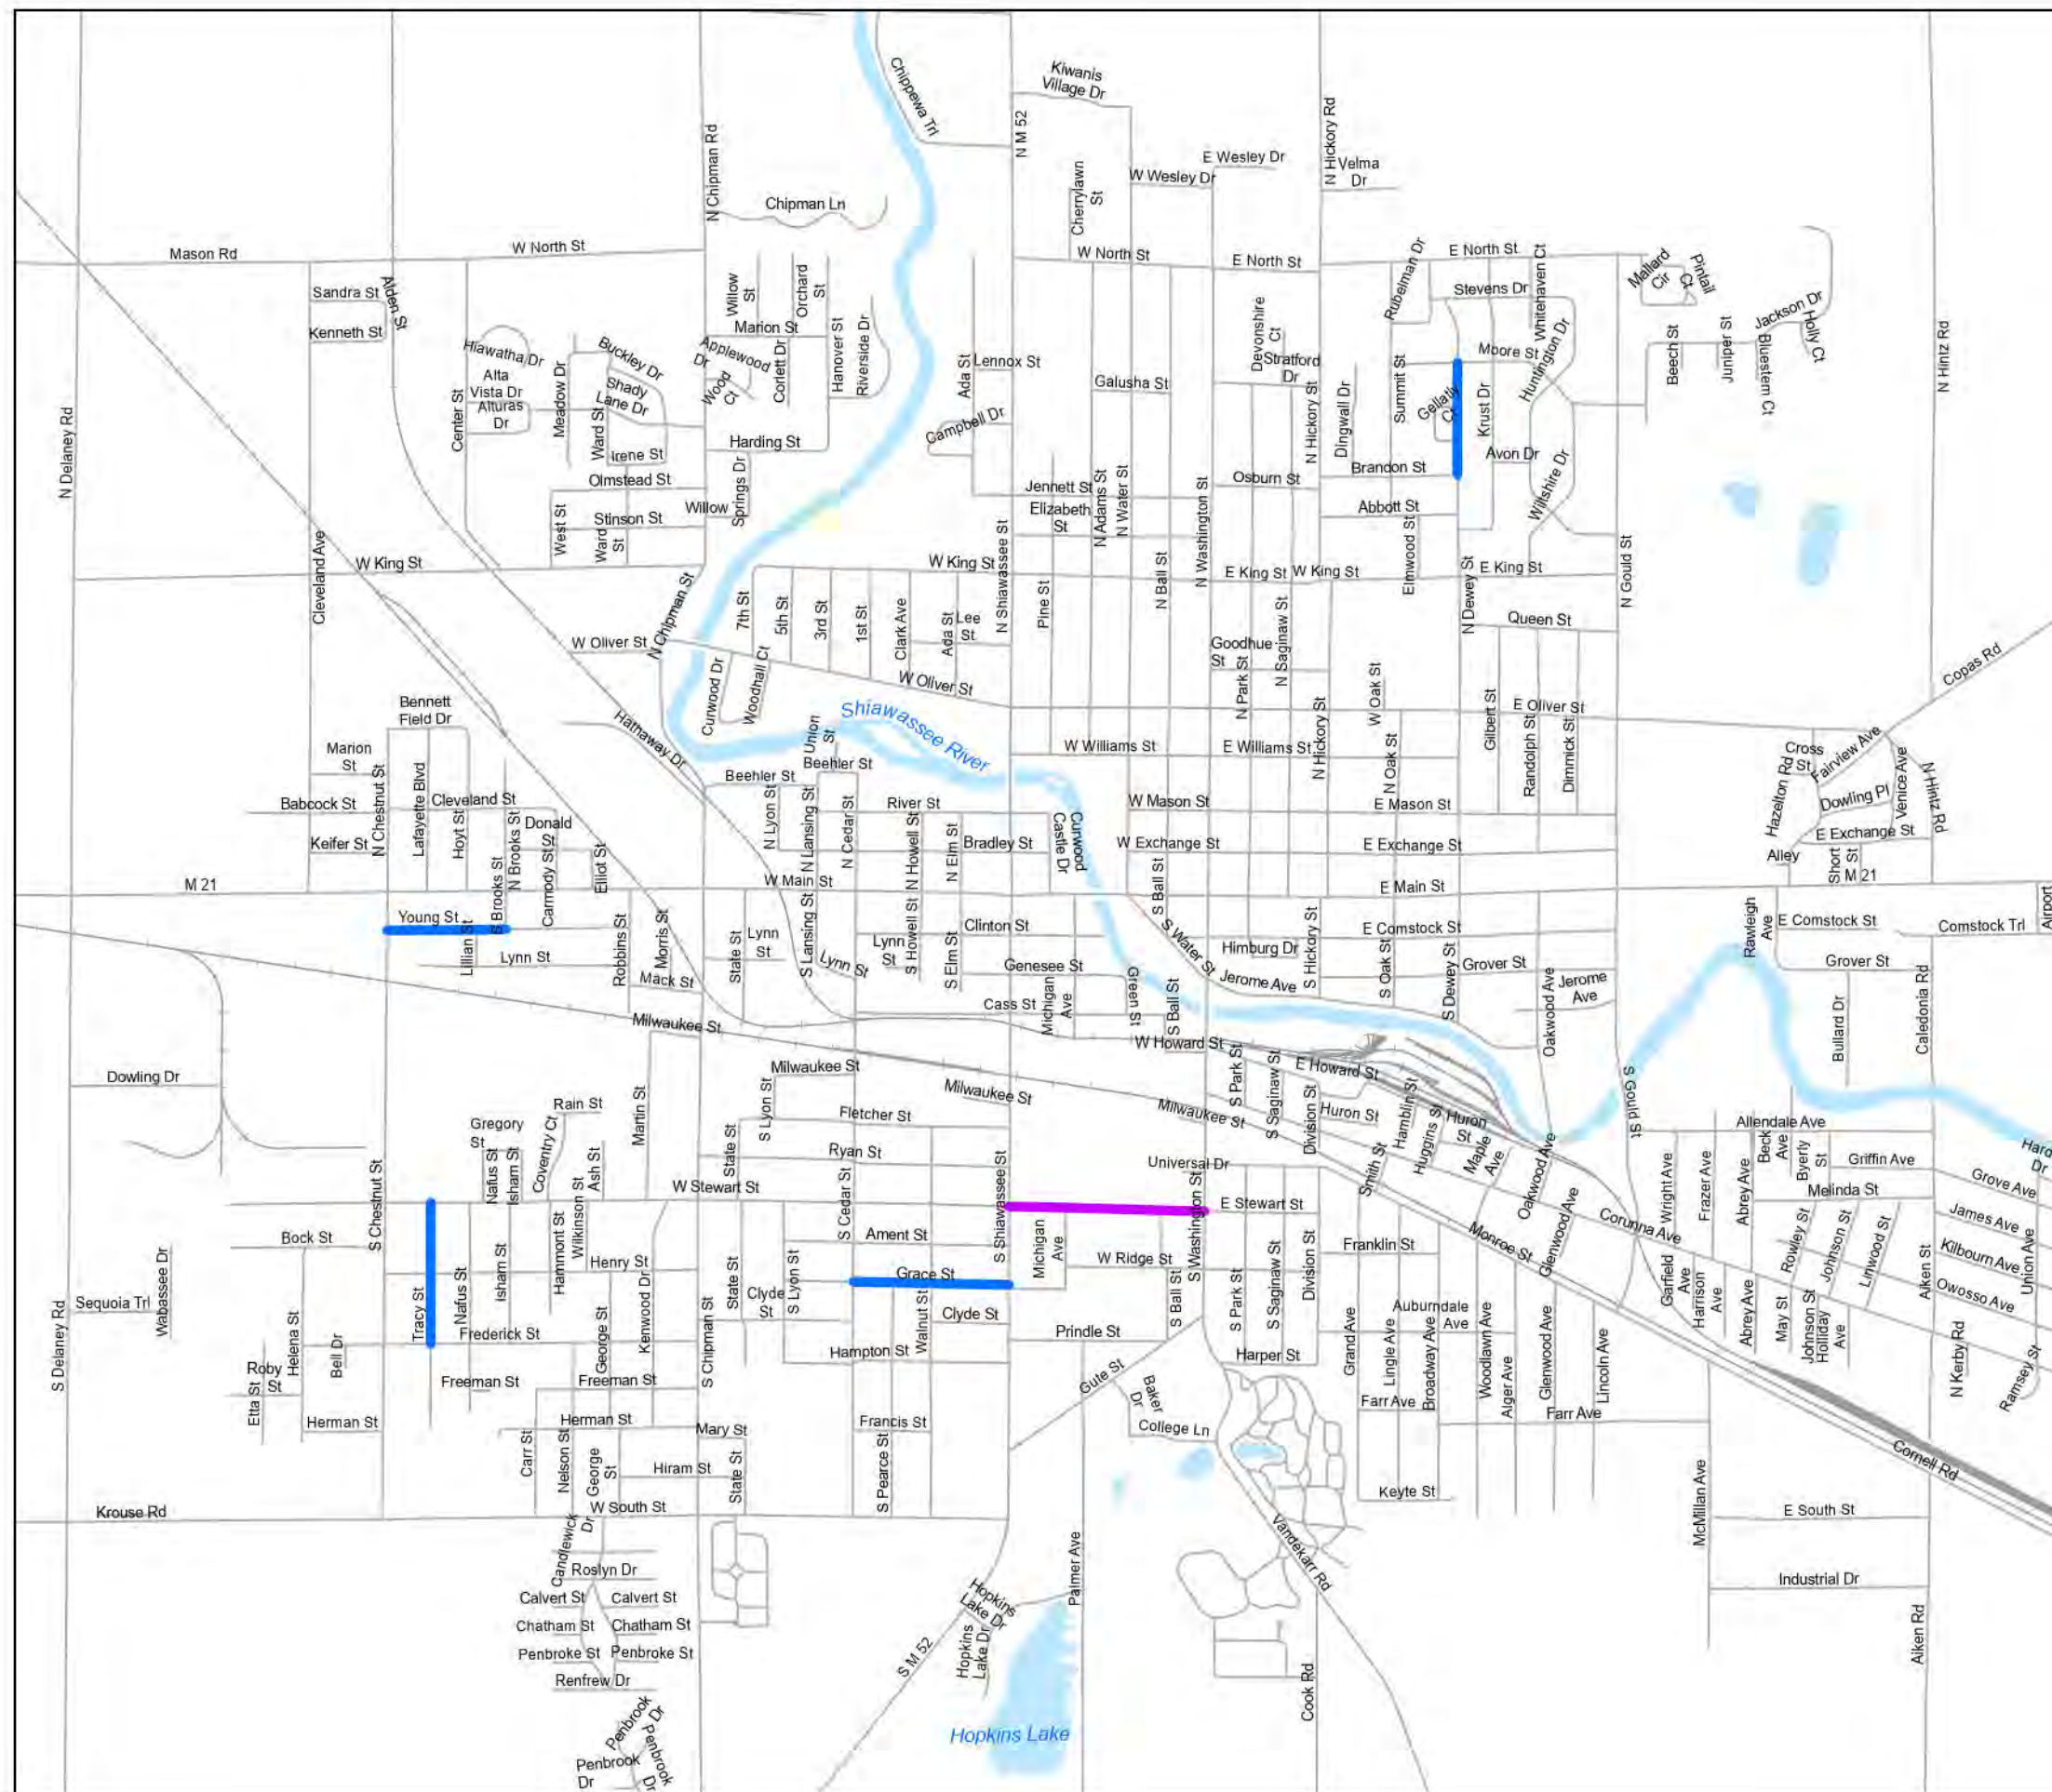 Kiwanis
Village Dr
Chippewa Trl
N M 52
N Hickory Rd
N Chipman Rd
E Wesley Dr
Velma
Dr
W Wesley Dr
Cherrylawn
St
Chipman Ln
Mason Rd
W North St
W North St
E North St
E North St
Rubelman Dr
Whitehaven Ct
Mallard
Cir
Pintail
Ct
Sandra St
Alden St
Kenneth St
Willow
St
Orchard
St
Stevens Dr
Jackson Dr
Holly Ct
Marion St
Hanover St
Riverside Dr
Hiawatha Dr
Buckley Dr
Applewood
Dr
Corlett Dr
Wood
Ct
Ada St
Lennox St
Devonshire
Ct
Stratford
Dr
Moore St
Huntington Dr
Beech St
Juniper St
Bluestem Ct
N Hintz Rd
Alta
Vista Dr
Alturas
Dr
Meadow Dr
Shady
Lane Dr
Galusha St
Dingwall Dr
Summit St
Gellatly
Ct
Krust Dr
N Delaney Rd
Center St
Ward St
Irene St
Harding St
Campbell Dr
N Hickory St
Brandon St
Avon Dr
Wiltshire Dr
Olmstead St
Springs Dr
Willow
Jennett St
Elizabeth
St
N Adams St
N Water St
N Washington St
Osburn St
Abbott St
West St
Ward
St
Stinson St
Cleveland Ave
W King St
N Chipman St
W King St
N Shiawassee St
Pine St
N Ball St
E King St
W King St
Elmwood St
N Dewey St
E King St
N Gould St
7th St
5th St
3rd St
1st St
Clark Ave
Ada St
Lee
St
Queen St
W Oliver St
Curwood Dr
Woodhall Ct
W Oliver St
Goodhue
St
N Park St
N Saginaw St
W Oak St
Copas Rd
Bennett
Field Dr
Hathaway Dr
Union
St
Shiawassee River
Gilbert St
E Oliver St
Randolph St
Dimmick St
Marion
St
N Chestnut St
W Williams St
E Williams St
N Hickory St
N Oak St
Cross
St
Hazelton Rd
Fairview Ave
Venice Ave
N Hintz Rd
Beehler St
Beehler St
Babcock St
Lafayette Blvd
Cleveland St
Hoyt St
N Brooks St
Donald
St
N Lyon St
N Lansing St
N Cedar St
River St
N Howell St
N Elm St
Castle Dr
Curwood
W Mason St
E Mason St
Dowling Pl
Keifer St
Carmody St
Elliot St
Bradley St
W Exchange St
E Exchange St
E Exchange St
Alley
Short
St
M 21
M 21
W Main St
E Main St
Airport
Young St
S Brooks St
Lillian St
Lynn St
Robbins St
Morris St
Mack St
State St
Lynn
St
S Lansing St
Lynn St
Lynn
St
S Howell St
S Elm St
Clinton St
Genesee St
Cass St
Michigan
Ave
Green St
S Ball St
S Ball St
S Water St
Himburg Dr
Jerome Ave
S Hickory St
E Comstock St
S Oak St
S Dewey St
Grover St
Oakwood Ave
Jerome
Ave
Rawleigh
Ave
E Comstock St
Comstock Trl
Grover St
Bullard Dr
Caledonia Rd
Milwaukee St
W Howard St
E Howard St
Dowling Dr
Milwaukee St
Milwaukee St
Milwaukee St
S Park St
S Saginaw St
Division St
Huron St
Hamblin St
Huggins St
Huron
St
Maple
Ave
S Gould St
Rain St
Martin St
S Lyon St
Fletcher St
Gregory
St
Nafus St
Isham St
Coventry Ct
Ash St
State St
Ryan St
Universal Dr
Smith St
Oakwood Ave
Allendale Ave
Beck
Ave
Byerly
St
Griffin Ave
Hard
Dr
Grove Ave
S Chestnut St
W Stewart St
S Cedar St
S Shiawassee St
S Washington St
E Stewart St
Wright Ave
Frazer Ave
Abrey Ave
Melinda St
Glenwood Ave
Corunna Ave
Monroe St
Bock St
Wabassee Dr
Hammont St
Wilkinson St
Henry St
Ament St
Michigan
Ave
W Ridge St
Franklin St
Rowley St
Johnson St
Linwood St
James Ave
Kilbourn Ave
Union Ave
Aiken St
Owosso Ave
Sequoia Trl
S Delaney Rd
Tracy St
Nafus St
Isham St
Kenwood Dr
State St
Clyde
St
S Lyon St
Grace St
Walnut St
Clyde St
S Ball St
S Park St
S Saginaw St
Division St
Garfield
Ave
Harrison
Ave
Abrey Ave
May St
Johnson St
Holliday
Ave
Helena St
Bell Dr
Frederick St
George St
S Chipman St
Hampton St
Prindle St
Harper St
Grand Ave
Lingle Ave
Auburndale
Ave
Broadway Ave
Woodlawn Ave
Alger Ave
Glenwood Ave
Lincoln Ave
N Kerby Rd
Ramsey St
Roby
St
Etta St
Freeman St
Freeman St
Gute St
Baker
Dr
Farr Ave
Farr Ave
Herman St
Herman St
Mary St
Francis St
College Ln
Carr St
Nelson St
George
St
Hiram St
State St
S Pearce St
Keyte St
Cornell Rd
McMillan Ave
Krouse Rd
W South St
E South St
Candlewick
Dr
Vandekarr Rd
Palmer Ave
Roslyn Dr
Industrial Dr
Calvert St
Calvert St
Hopkins
Lake Dr
Chatham St
Chatham St
Hopkins
Lake Dr
S M 52
Penbroke St
Penbroke St
Renfrew Dr
Cook Rd
Aiken Rd
Penbrook
Dr
Penbrook
Dr
Penbrook
Dr
Hopkins Lake